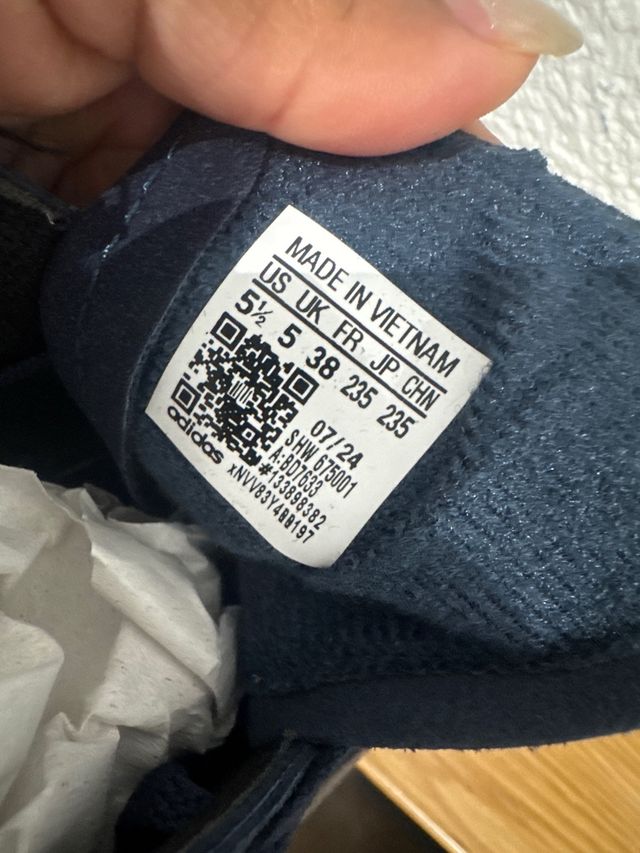 MADE IN VIETNAM
US UK FR JP CHN
5½ 5 38 235 235
07/24
SHW 675001
A:BD7633
#133898382
adidas